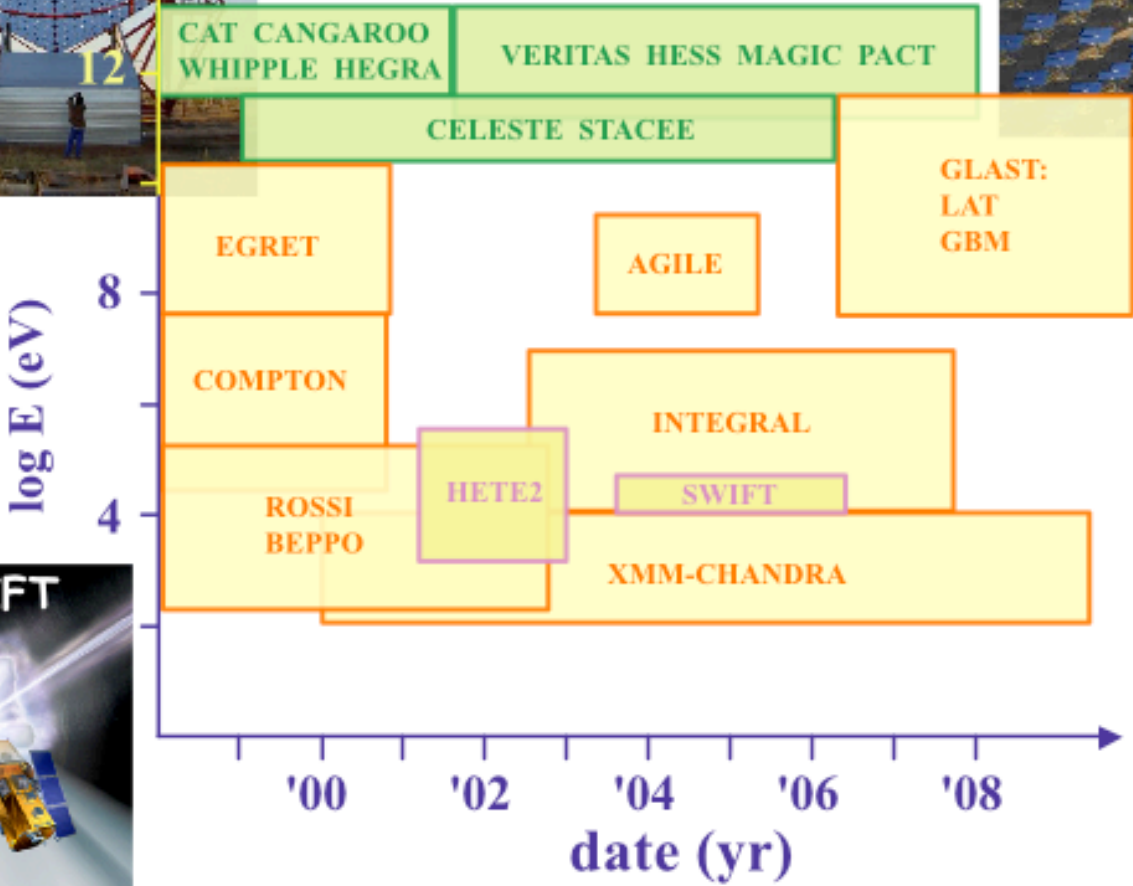 CAT CANGAROO
WHIPPLE HEGRA
VERITAS HESS MAGIC PACT
12
CELESTE STACEE
GLAST:
LAT
GBM
EGRET
AGILE
8
COMPTON
INTEGRAL
log E (eV)
HETE2
SWIFT
ROSSI
BEPPO
4
XMM-CHANDRA
FT
'00 '02 '04 '06 '08
date (yr)